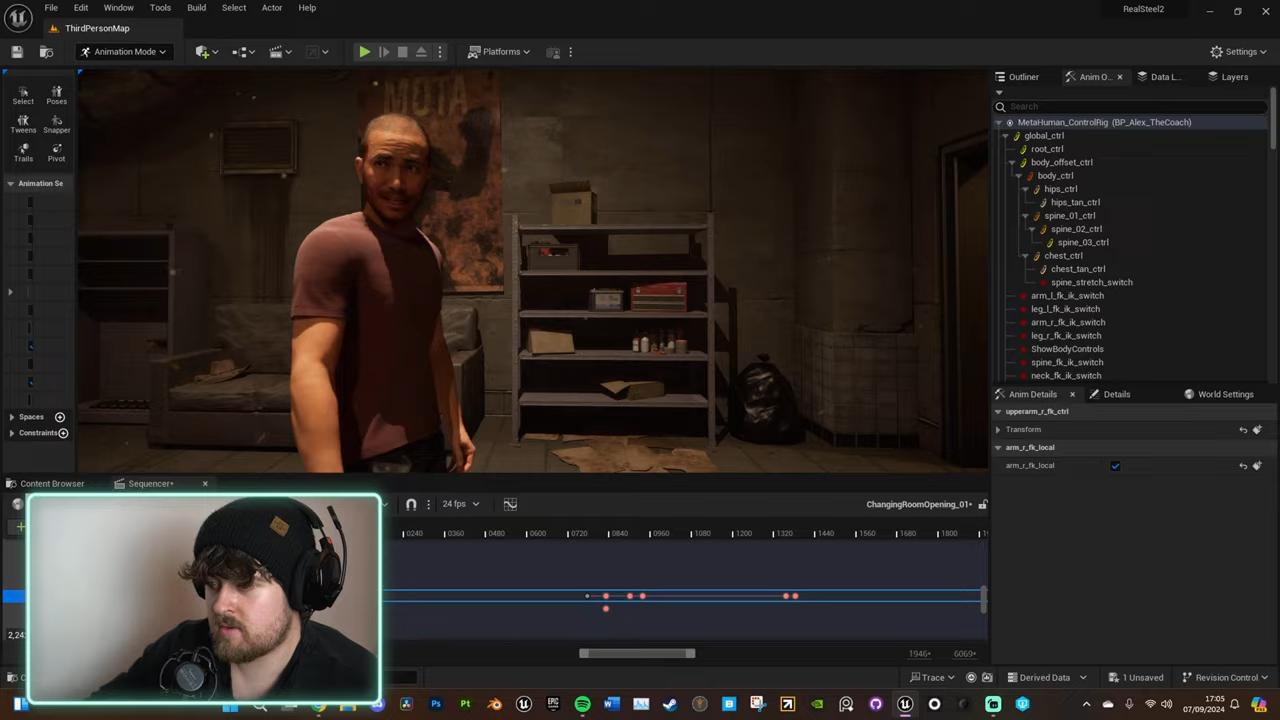 File Edit Window Tools Build Select Actor Help
RealSteel2
ThirdPersonMap
Animation Mode
Platforms
Settings
Select Poses
Tweens Snapper
Trails Pivot
Animation Se
Spaces
Constraints
MOTA
Outliner
Anim O...
Data L...
Layers
Search
MetaHuman_ControlRig (BP_Alex_TheCoach)
global_ctrl
root_ctrl
body_offset_ctrl
body_ctrl
hips_ctrl
hips_tan_ctrl
spine_01_ctrl
spine_02_ctrl
spine_03_ctrl
chest_ctrl
chest_tan_ctrl
spine_stretch_switch
arm_l_fk_ik_switch
leg_l_fk_ik_switch
arm_r_fk_ik_switch
leg_r_fk_ik_switch
ShowBodyControls
spine_fk_ik_switch
neck_fk_ik_switch
Anim Details
Details
World Settings
upperarm_r_fk_ctrl
Transform
arm_r_fk_local
arm_r_fk_local
Content Browser
Sequencer*
24 fps
ChangingRoomOpening_01*
0240 0360 0480 0600 0720 0840 0960 1080 1200 1320 1440 1560 1680 1800
2,24
1946+
6069+
Trace
Derived Data
1 Unsaved
Revision Control
17:05
07/09/2024